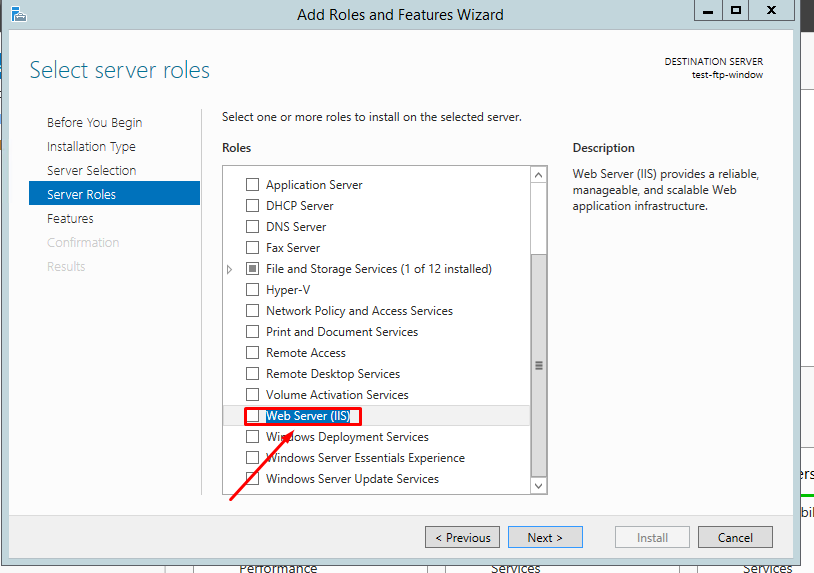 Add Roles and Features Wizard
Select server roles
DESTINATION SERVER
test-ftp-window
Before You Begin
Installation Type
Server Selection
Server Roles
Features
Confirmation
Results
Select one or more roles to install on the selected server.
Roles
Application Server
DHCP Server
DNS Server
Fax Server
File and Storage Services (1 of 12 installed)
Hyper-V
Network Policy and Access Services
Print and Document Services
Remote Access
Remote Desktop Services
Volume Activation Services
Web Server (IIS)
Windows Deployment Services
Windows Server Essentials Experience
Windows Server Update Services
Description
Web Server (IIS) provides a reliable,
manageable, and scalable Web
application infrastructure.
< Previous
Next >
Install
Cancel
Performance
Services
Services